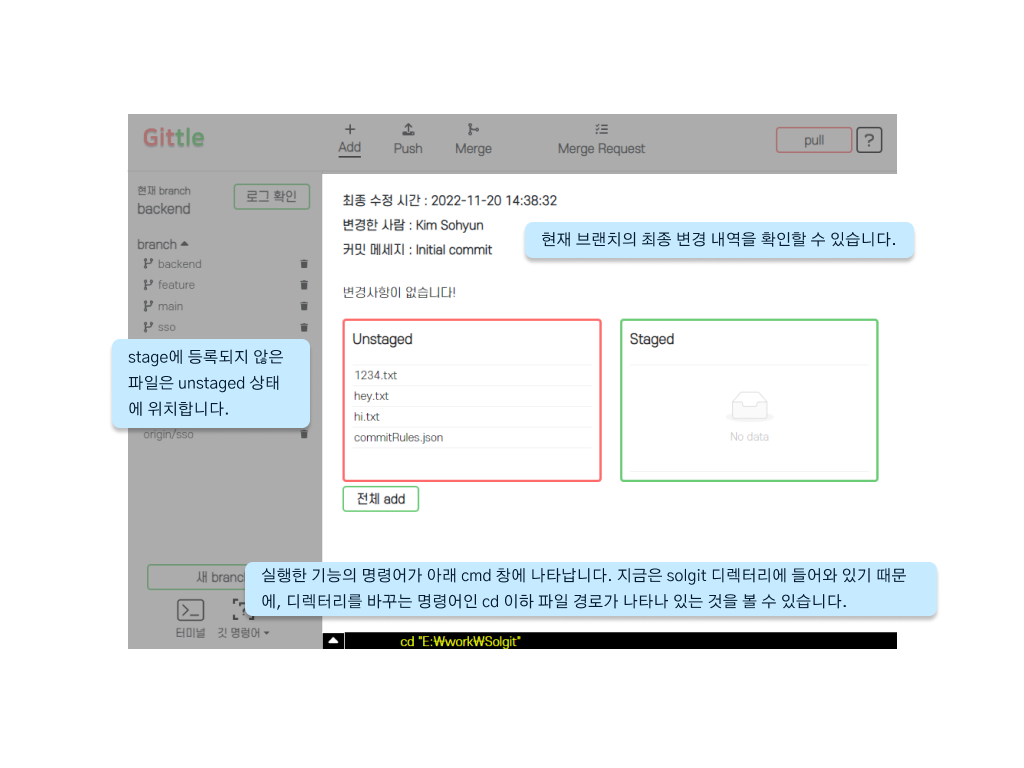 Gittle
Add
Push
Merge
Merge Request
pull
?
현재 branch
backend
로그 확인
branch
backend
feature
main
sso
stage에 등록되지 않은
파일은 unstaged 상태
에 위치합니다.
origin/sso
최종 수정 시간 : 2022-11-20 14:38:32
변경한 사람 : Kim Sohyun
커밋 메세지 : Initial commit
현재 브랜치의 최종 변경 내역을 확인할 수 있습니다.
변경사항이 없습니다!
Unstaged
1234.txt
hey.txt
hi.txt
commitRules.json
Staged
No data
전체 add
새 branc
실행한 기능의 명령어가 아래 cmd 창에 나타납니다. 지금은 solgit 디렉터리에 들어와 있기 때문
에, 디렉터리를 바꾸는 명령어인 cd 이하 파일 경로가 나타나 있는 것을 볼 수 있습니다.
터미널
깃 명령어
cd "E:₩work₩Solgit"